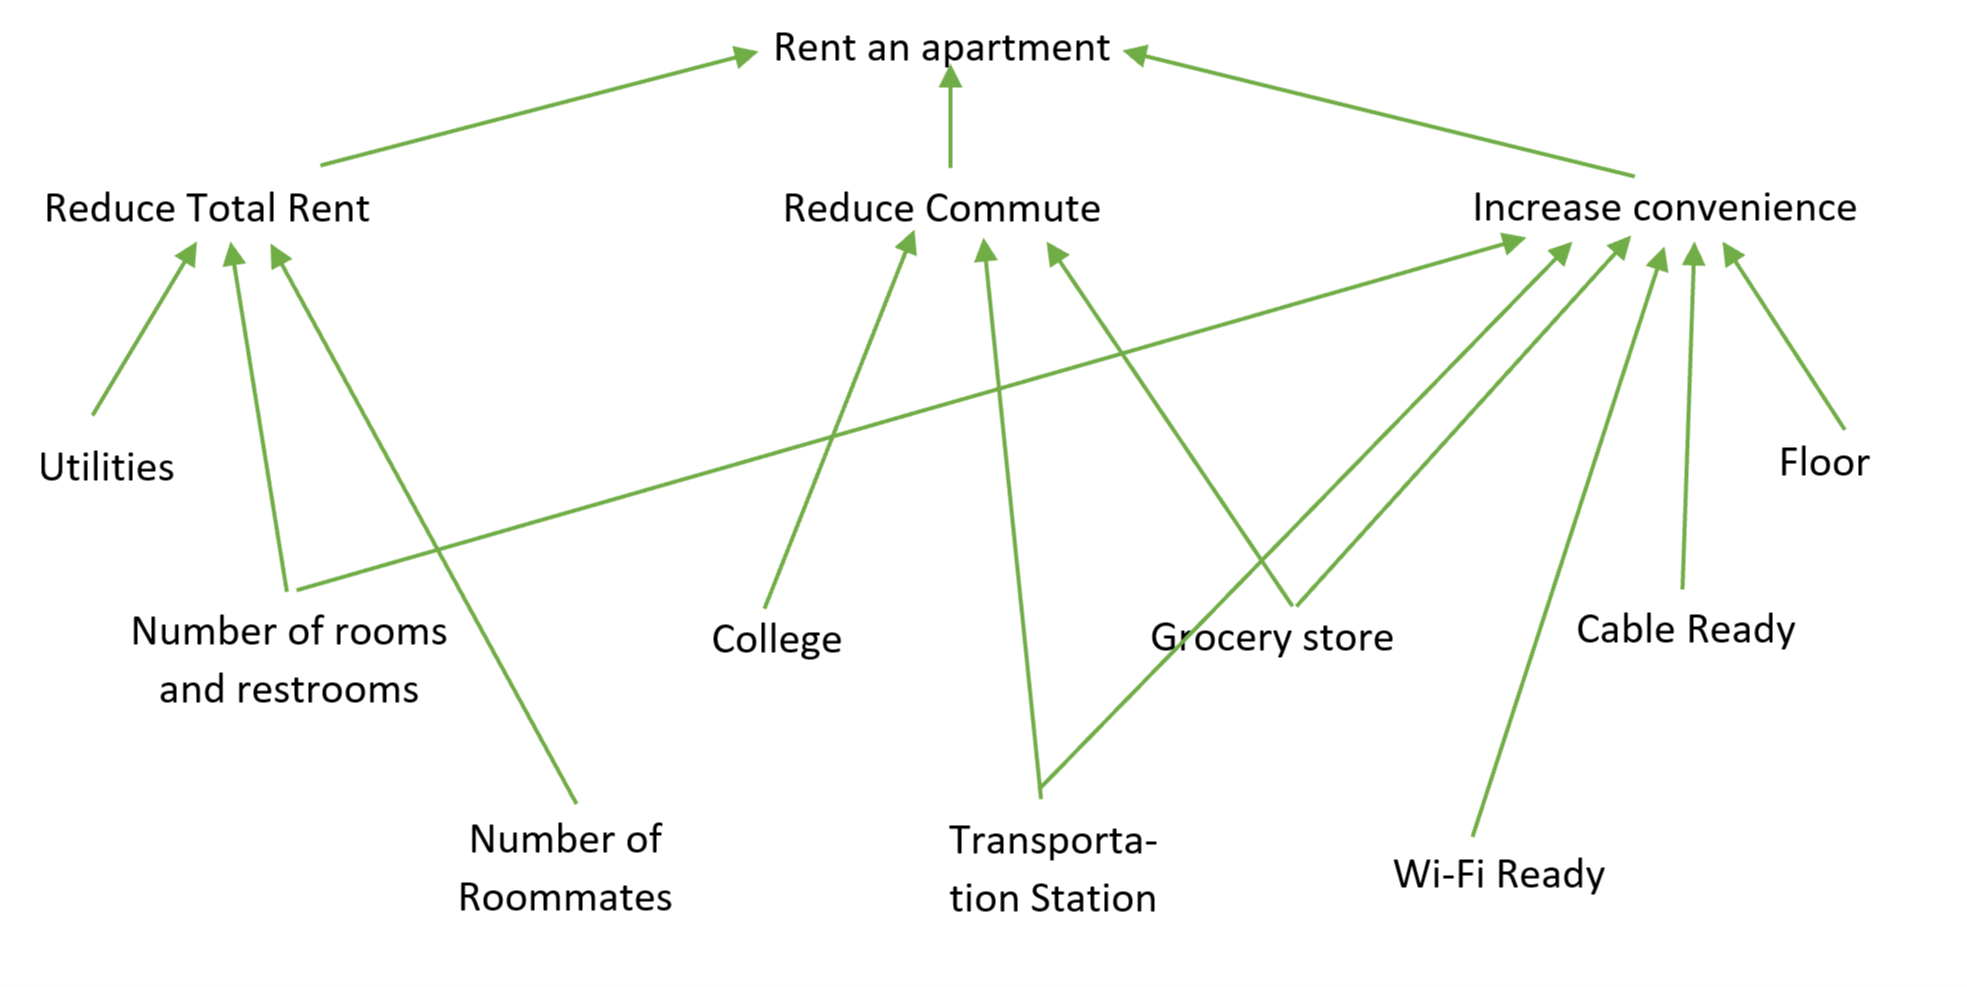 Rent an apartment
Reduce Total Rent
Reduce Commute
Increase convenience
Utilities
Floor
Number of rooms
and restrooms
College
Grocery store
Cable Ready
Number of
Roommates
Transporta-
tion Station
Wi-Fi Ready